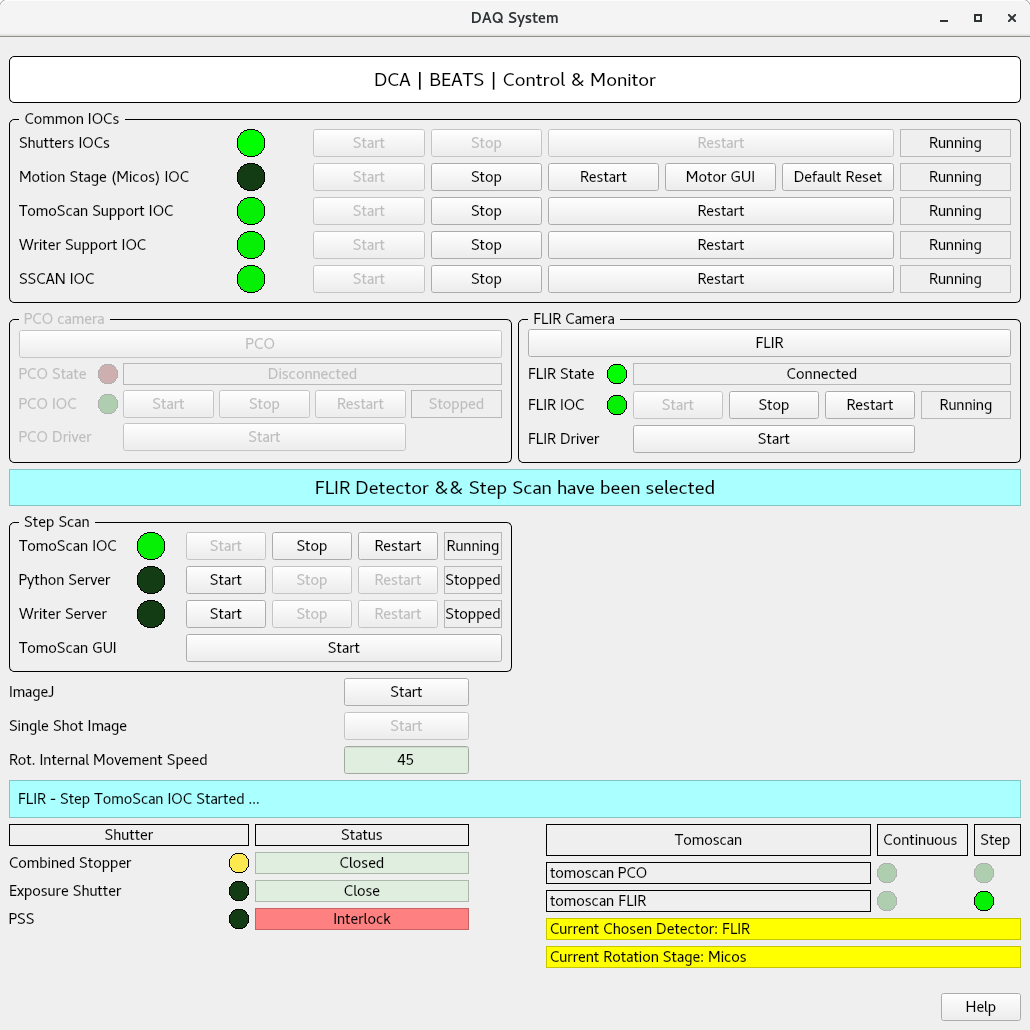 DAQ System
DCA | BEATS | Control & Monitor
Common IOCs
Shutters IOCs Start Stop Restart Running
Motion Stage (Micos) IOC Start Stop Restart Motor GUI Default Reset Running
TomoScan Support IOC Start Stop Restart Running
Writer Support IOC Start Stop Restart Running
SSCAN IOC Start Stop Restart Running
PCO camera
PCO
PCO State Disconnected
PCO IOC Start Stop Restart Stopped
PCO Driver Start
FLIR Camera
FLIR
FLIR State Connected
FLIR IOC Start Stop Restart Running
FLIR Driver Start
FLIR Detector && Step Scan have been selected
Step Scan
TomoScan IOC Start Stop Restart Running
Python Server Start Stop Restart Stopped
Writer Server Start Stop Restart Stopped
TomoScan GUI Start
ImageJ Start
Single Shot Image Start
Rot. Internal Movement Speed 45
FLIR - Step TomoScan IOC Started ...
Shutter Status
Combined Stopper Closed
Exposure Shutter Close
PSS Interlock
Tomoscan Continuous Step
tomoscan PCO
tomoscan FLIR
Current Chosen Detector: FLIR
Current Rotation Stage: Micos
Help